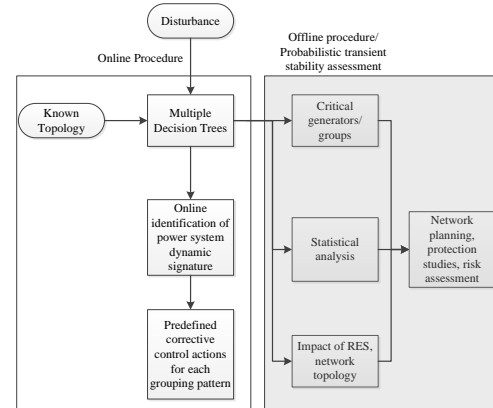 Disturbance
Offline procedure/
Probabilistic transient
stability assessment
Online Procedure
Known
Topology
Multiple
Decision Trees
Critical
generators/
groups
Online
identification of
power system
dynamic
signature
Statistical
analysis
Network
planning,
protection
studies, risk
assessment
Predefined
corrective
control actions
for each
grouping pattern
Impact of RES,
network
topology